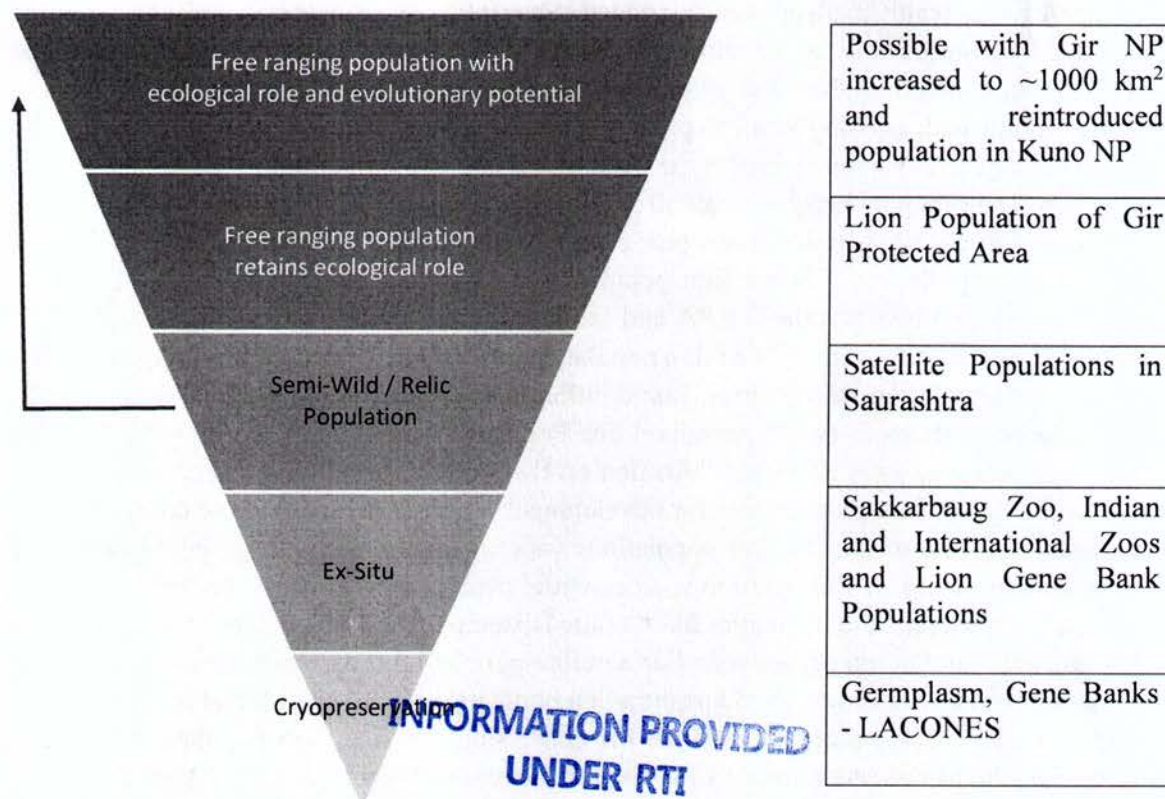 Free ranging population with
ecological role and evolutionary potential
Possible with Gir NP
increased to ~1000 km²
and reintroduced
population in Kuno NP
Free ranging population
retains ecological role
Lion Population of Gir
Protected Area
Semi-Wild / Relic
Population
Satellite Populations in
Saurashtra
Ex-Situ
Sakkarbaug Zoo, Indian
and International Zoos
and Lion Gene Bank
Populations
Cryopreservation
Germplasm, Gene Banks
- LACONES
INFORMATION PROVIDED
UNDER RTI